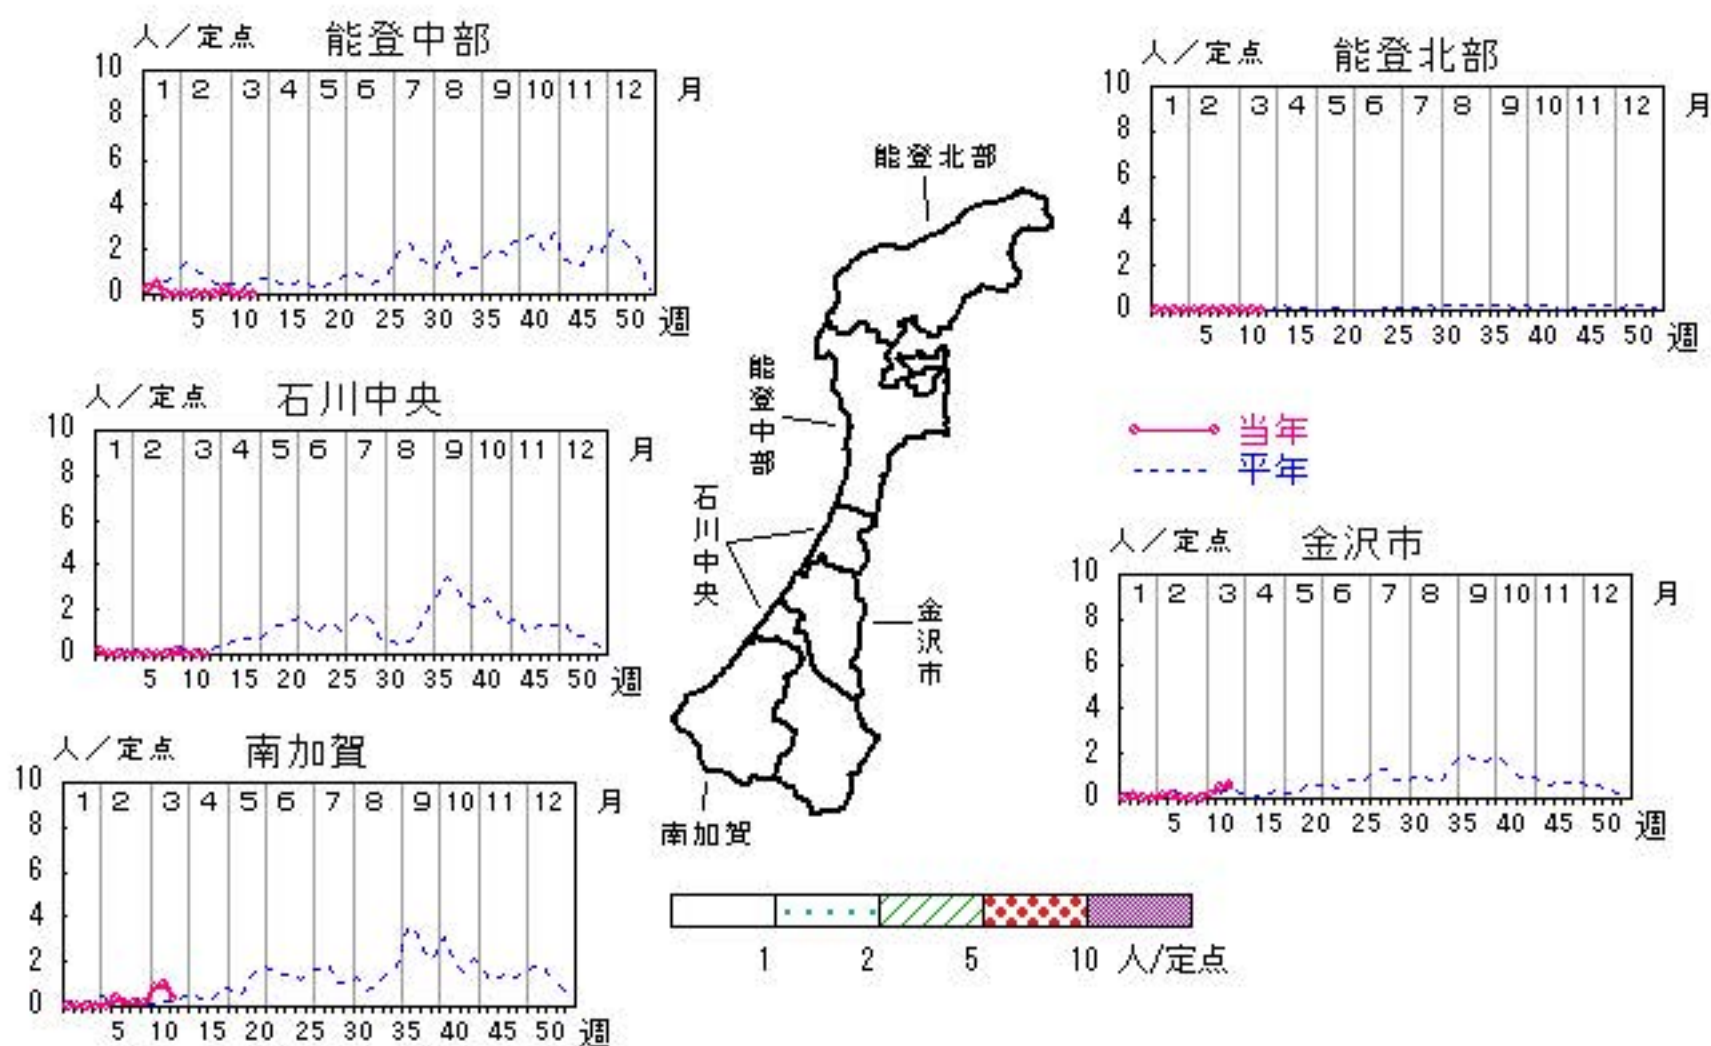 人／定点 能登中部
10 8 6 4 2 0
1 2 3 4 5 6 7 8 9 10 11 12 月
5 10 15 20 25 30 35 40 45 50 週
人／定点 能登北部
10 8 6 4 2 0
1 2 3 4 5 6 7 8 9 10 11 12 月
5 10 15 20 25 30 35 40 45 50 週
能登北部
能登中部
石川中央
金沢市
南加賀
人／定点 石川中央
10 8 6 4 2 0
1 2 3 4 5 6 7 8 9 10 11 12 月
5 10 15 20 25 30 35 40 45 50 週
当年
平年
人／定点 金沢市
10 8 6 4 2 0
1 2 3 4 5 6 7 8 9 10 11 12 月
5 10 15 20 25 30 35 40 45 50 週
人／定点 南加賀
10 8 6 4 2 0
1 2 3 4 5 6 7 8 9 10 11 12 月
5 10 15 20 25 30 35 40 45 50 週
1 2 5 10 人/定点